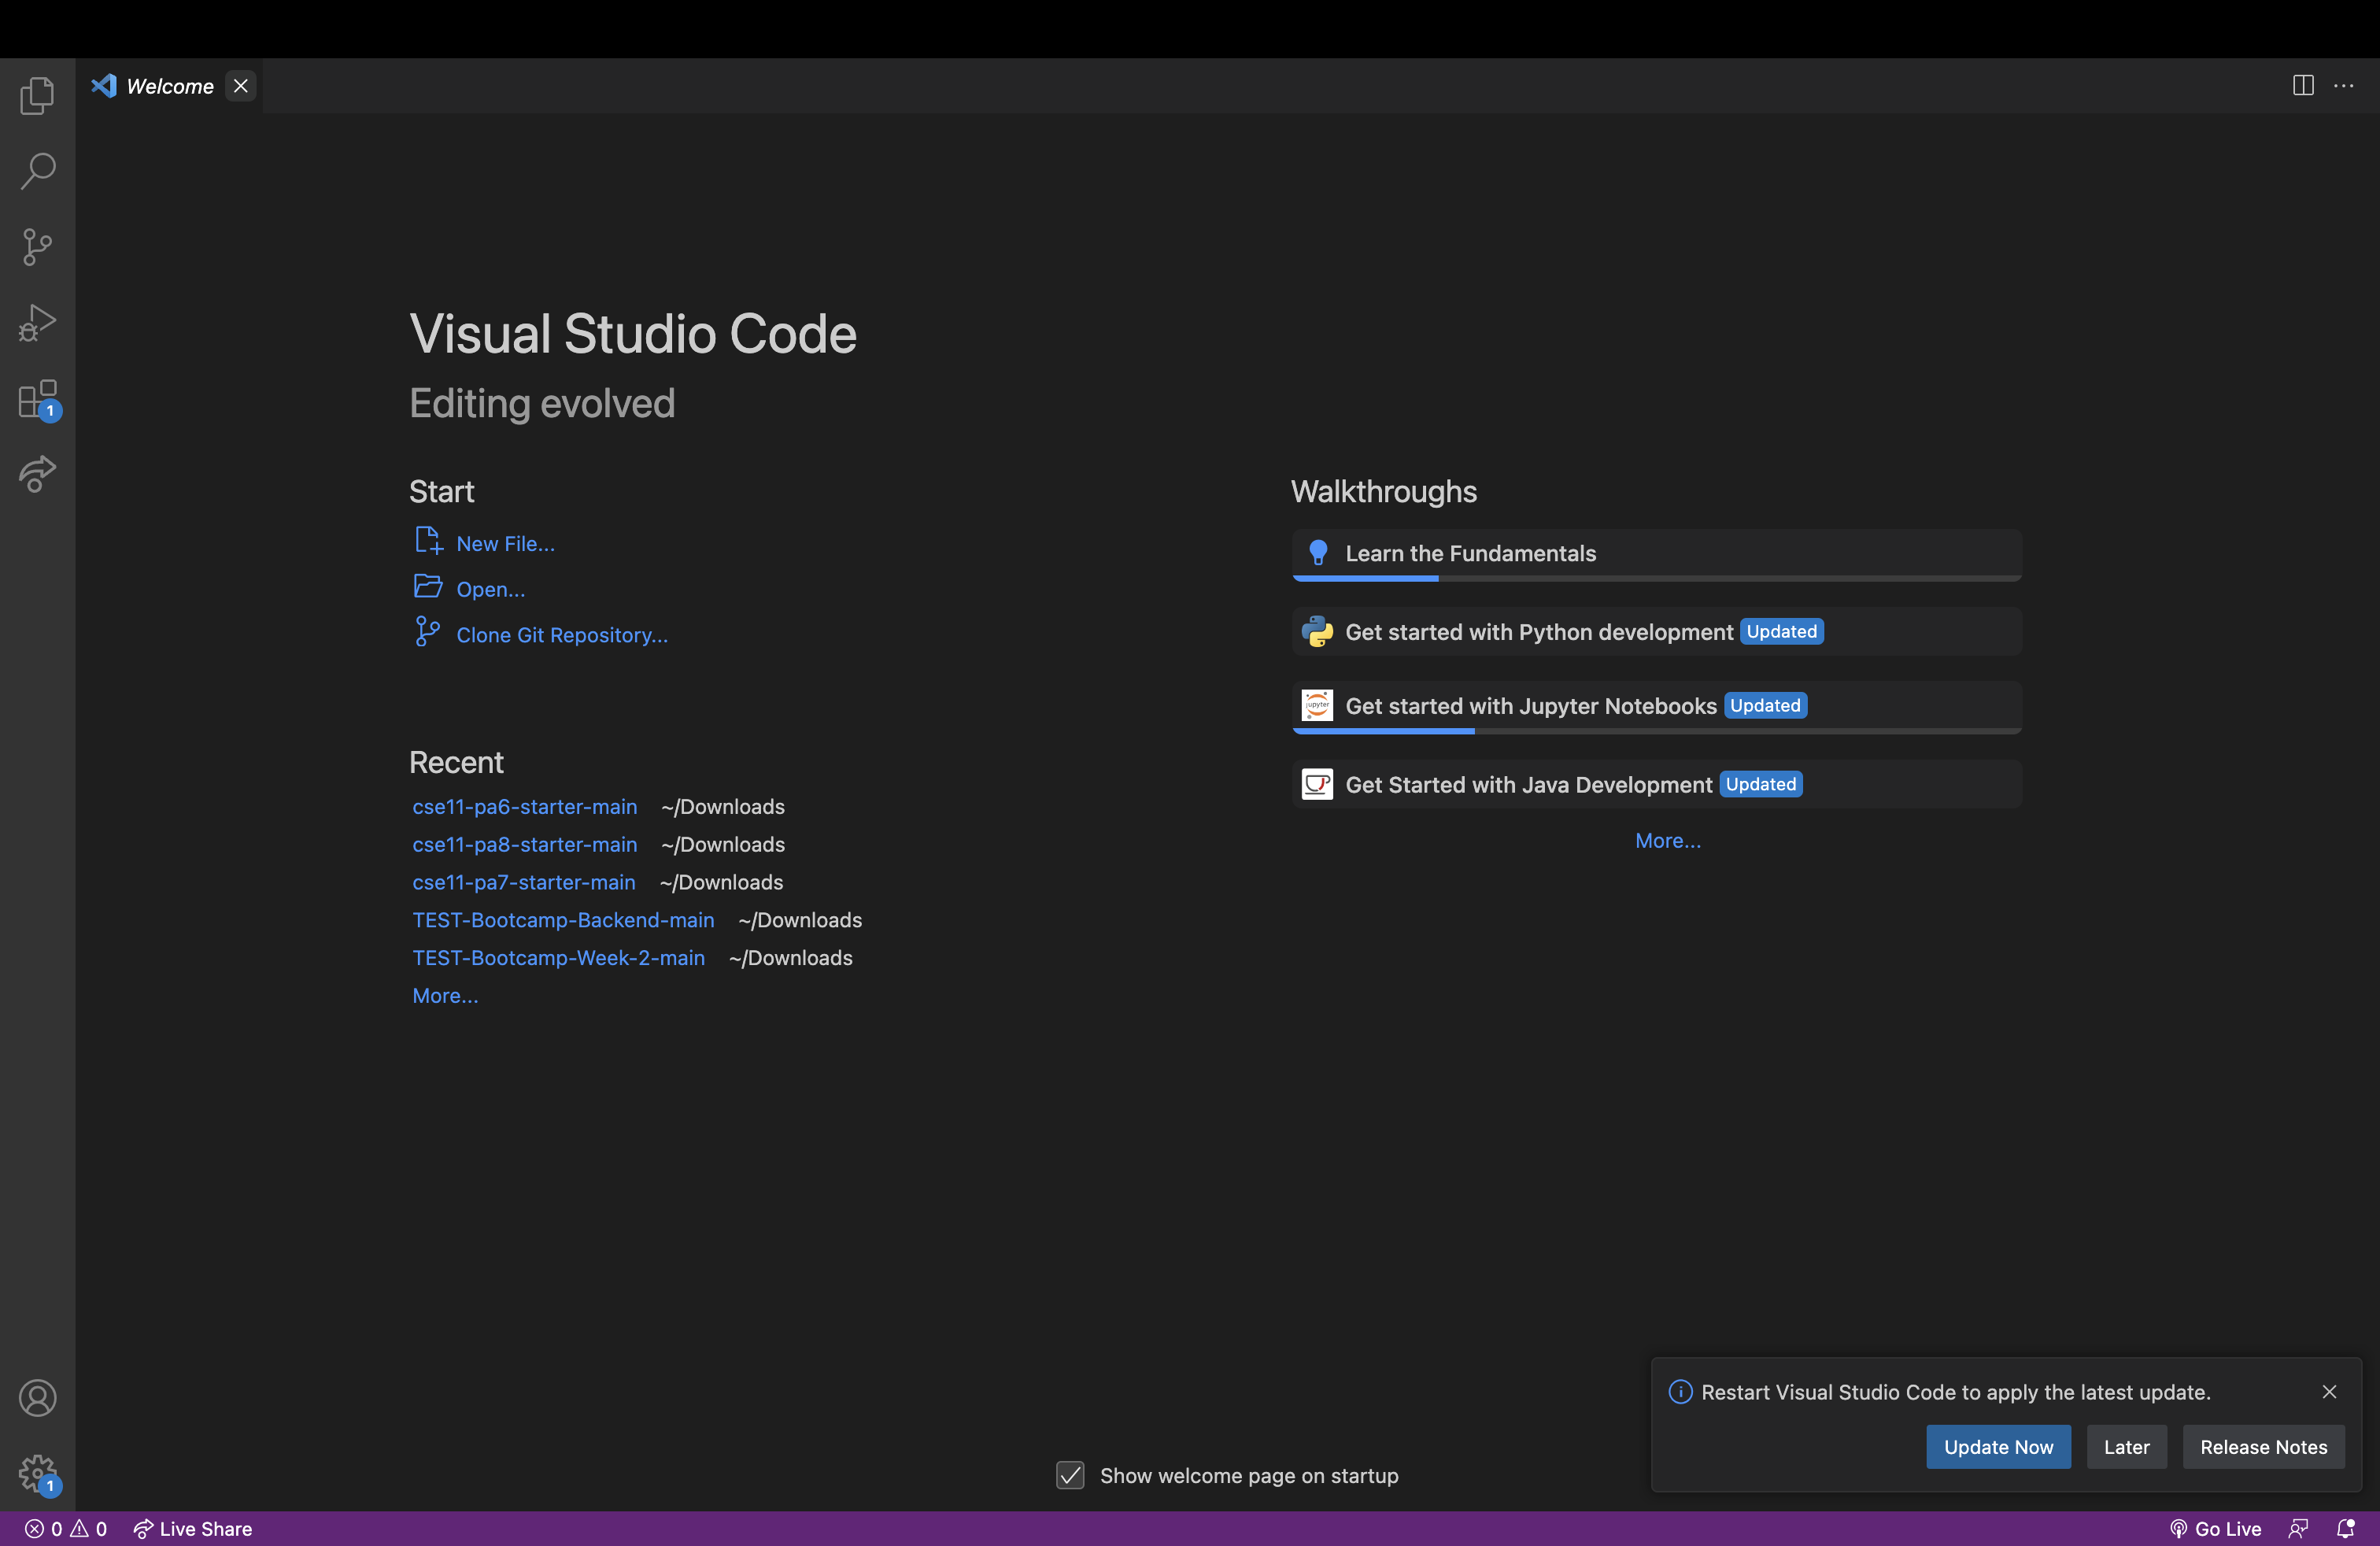 Welcome
Visual Studio Code
Editing evolved
Start
New File...
Open...
Clone Git Repository...
Recent
cse11-pa6-starter-main ~/Downloads
cse11-pa8-starter-main ~/Downloads
cse11-pa7-starter-main ~/Downloads
TEST-Bootcamp-Backend-main ~/Downloads
TEST-Bootcamp-Week-2-main ~/Downloads
More...
Walkthroughs
Learn the Fundamentals
Get started with Python development Updated
jupyter Get started with Jupyter Notebooks Updated
Get Started with Java Development Updated
More...
1
1
Restart Visual Studio Code to apply the latest update.
Update Now Later Release Notes
Show welcome page on startup
0 0 Live Share Go Live